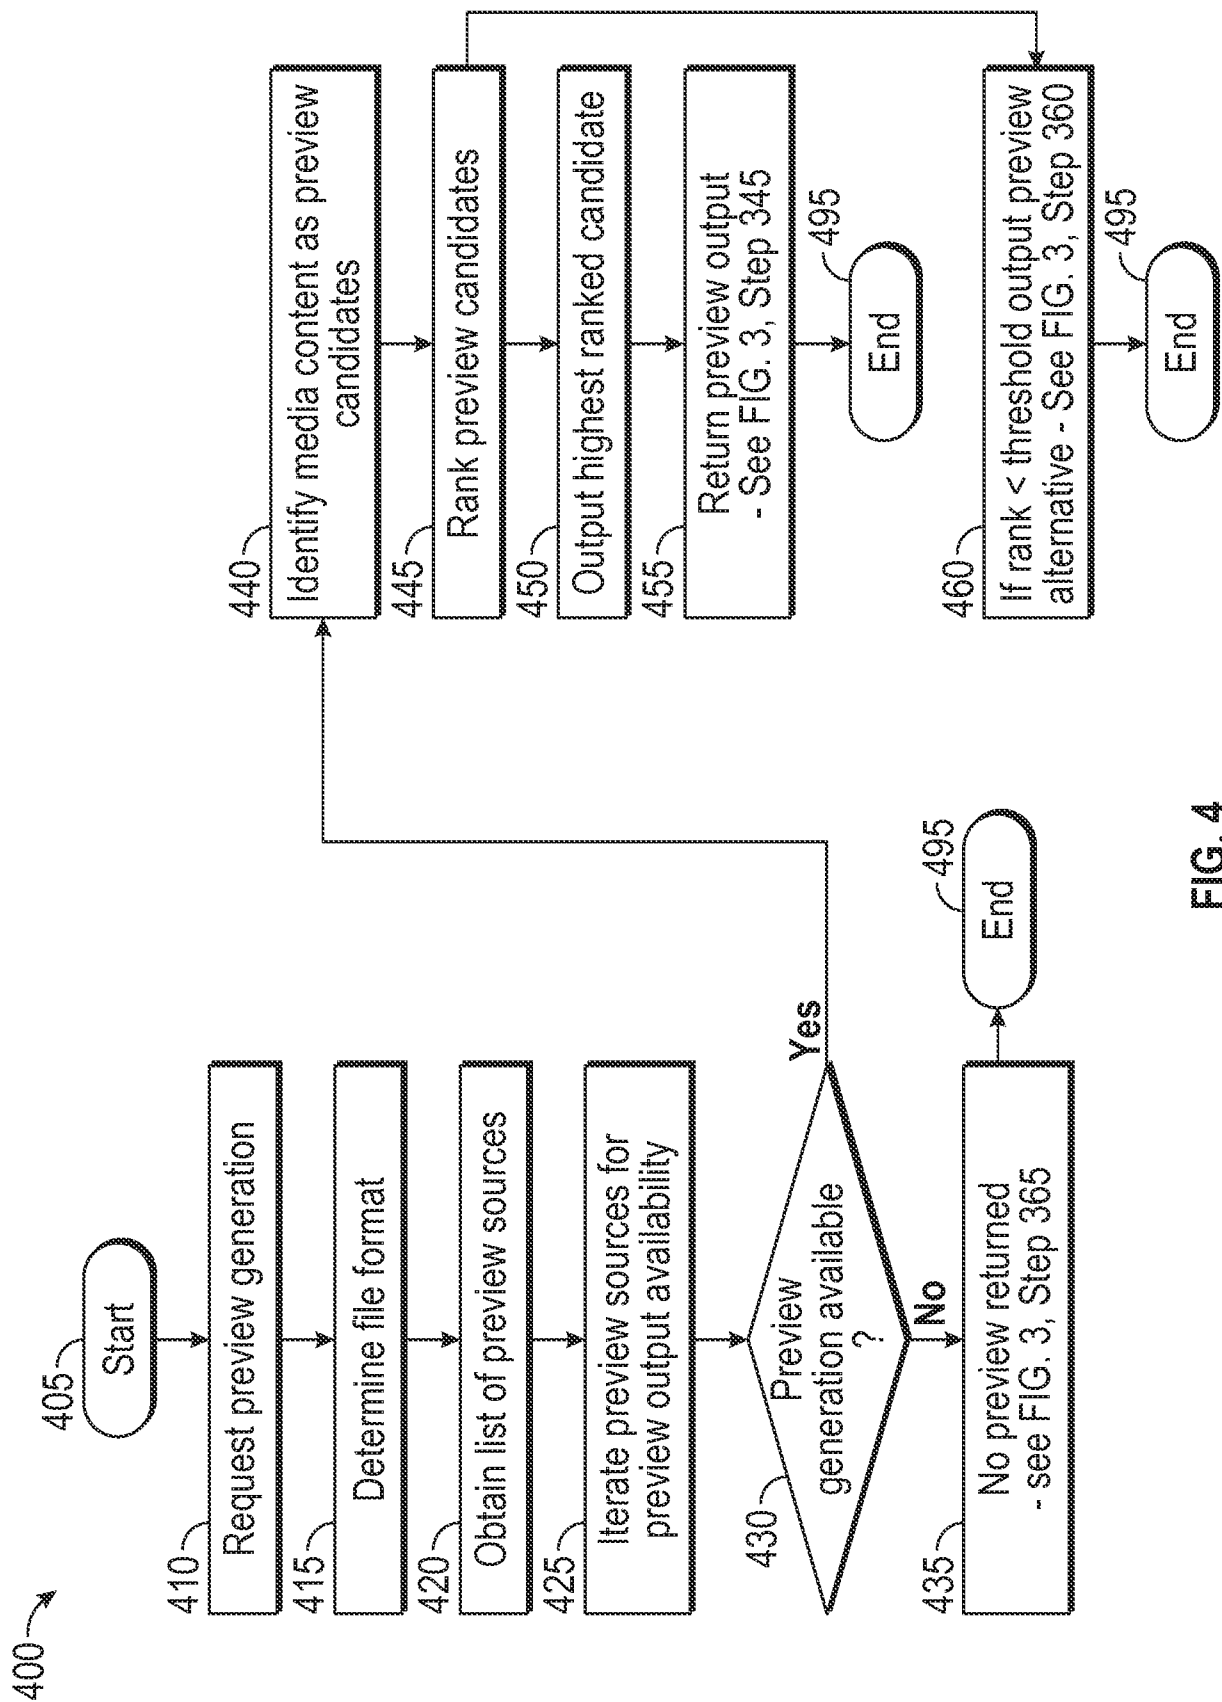 400
405
Start
410
Request preview generation
415
Determine file format
420
Obtain list of preview sources
425
Iterate preview sources for
preview output availability
430
Preview
generation available
?
Yes
No
435
No preview returned
- see FIG. 3, Step 365
End
495
440
Identify media content as preview
candidates
445
Rank preview candidates
450
Output highest ranked candidate
455
Return preview output
- See FIG. 3, Step 345
End
495
460
If rank < threshold output preview
alternative - See FIG. 3, Step 360
End
495
FIG. 4